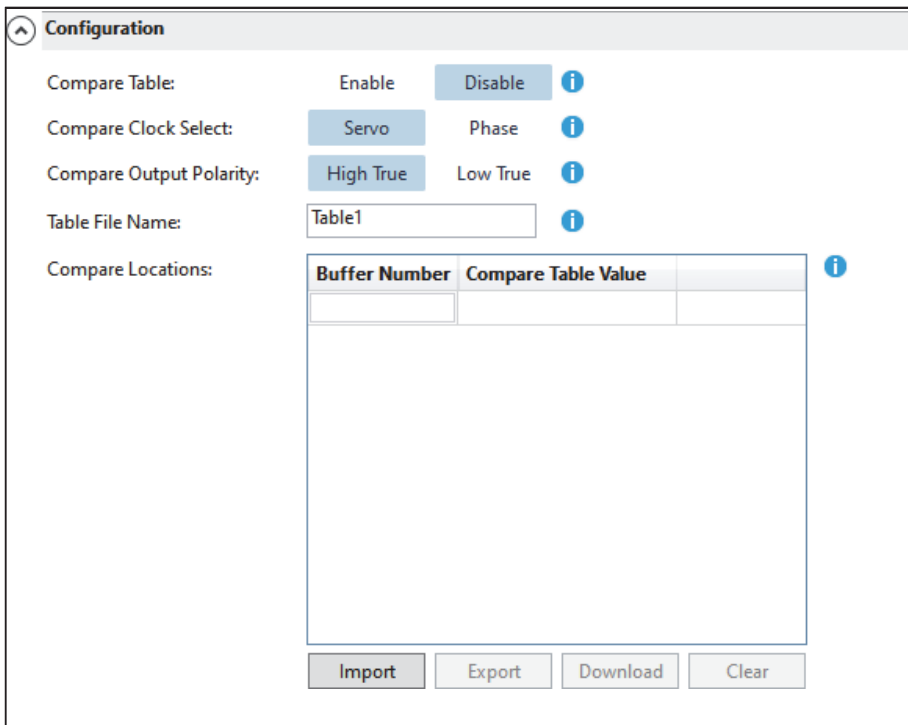 Configuration
Compare Table: Enable Disable
Compare Clock Select: Servo Phase
Compare Output Polarity: High True Low True
Table File Name: Table1
Compare Locations: Buffer Number Compare Table Value
Import Export Download Clear